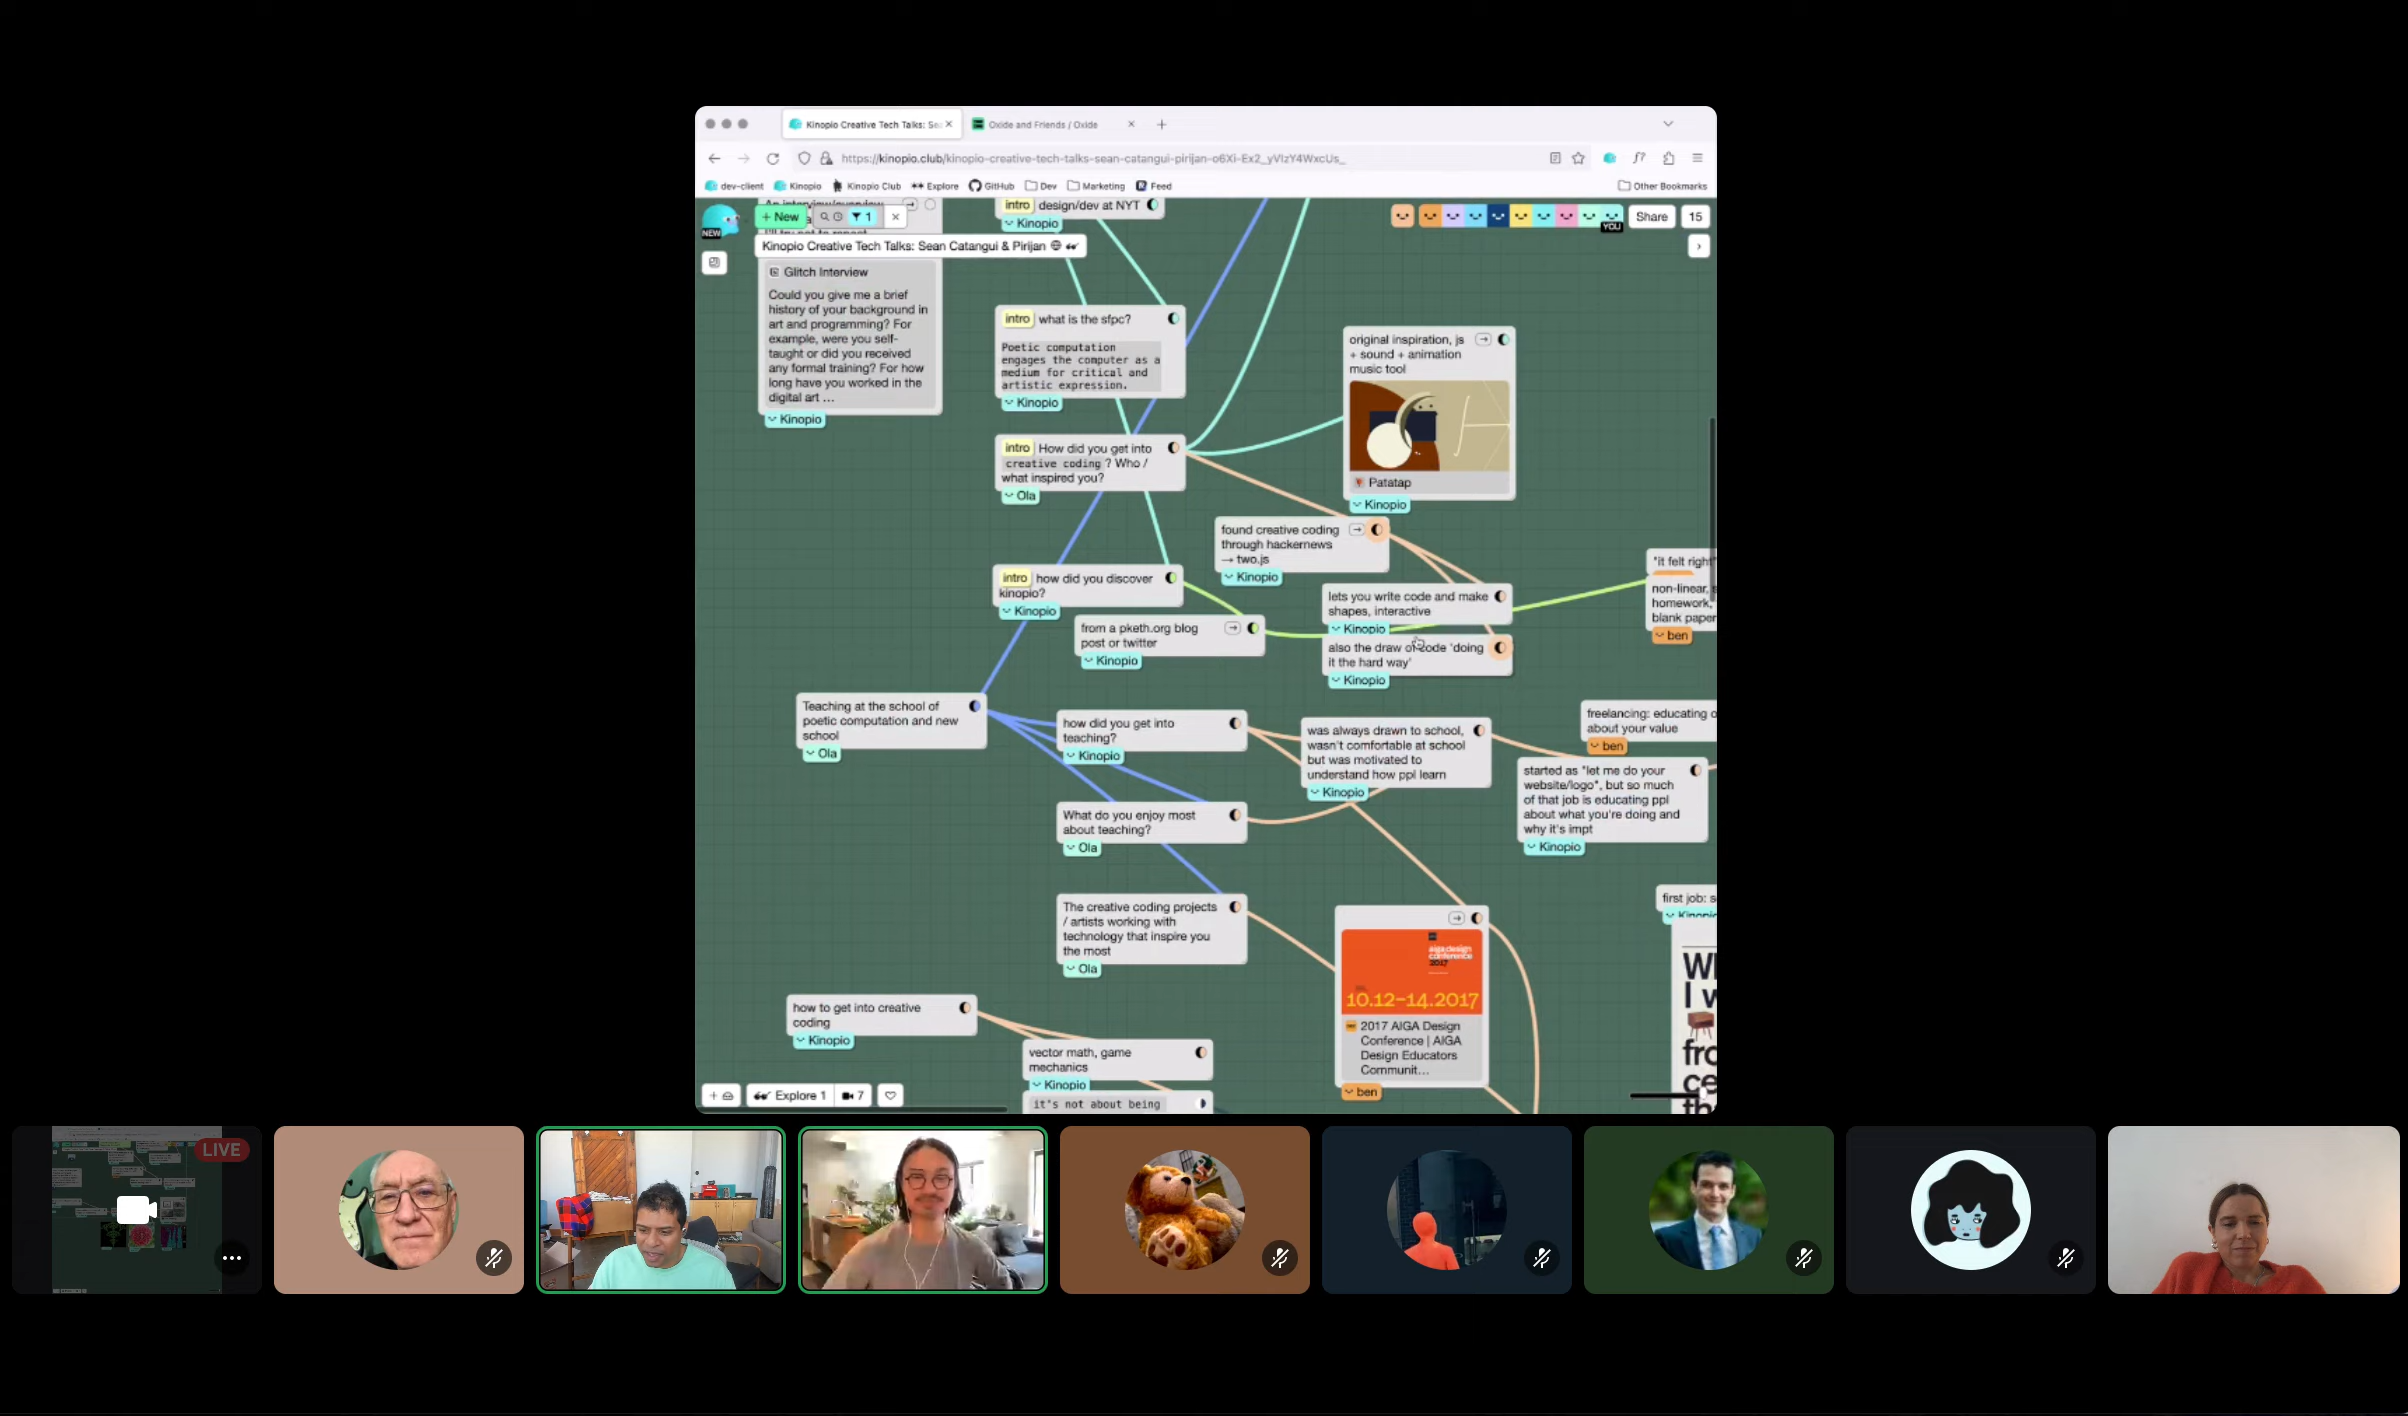 Kinopio Creative Tech Talks: Se
Oxide and Friends / Oxide
https://kinopio.club/kinopio-creative-tech-talks-sean-catangui-pirijan-o6Xi-Ex2_yVIzY4WxcUs_
dev-client
Kinopio
Kinopio Club
Explore
GitHub
Dev
Marketing
Feed
Other Bookmarks
NEW
+ New
1
Share
15
YOU
Kinopio Creative Tech Talks: Sean Catangui & Pirijan
intro design/dev at NYT
Kinopio
Glitch Interview
Could you give me a brief
history of your background in
art and programming? For
example, were you self-
taught or did you received
any formal training? For how
long have you worked in the
digital art ...
Kinopio
intro what is the sfpc?
Poetic computation
engages the computer as a
medium for critical and
artistic expression.
Kinopio
intro How did you get into
creative coding ? Who /
what inspired you?
Ola
original inspiration, js
+ sound + animation
music tool
Patatap
Kinopio
found creative coding
through hackernews
→ two.js
Kinopio
intro how did you discover
kinopio?
Kinopio
from a pketh.org blog
post or twitter
Kinopio
lets you write code and make
shapes, interactive
Kinopio
also the draw of code 'doing
it the hard way'
Kinopio
"it felt right"
non-linear,
homework,
blank paper
ben
Teaching at the school of
poetic computation and new
school
Ola
how did you get into
teaching?
Kinopio
was always drawn to school,
wasn't comfortable at school
but was motivated to
understand how ppl learn
Kinopio
freelancing: educating
about your value
ben
started as "let me do your
website/logo", but so much
of that job is educating ppl
about what you're doing and
why it's impt
Kinopio
What do you enjoy most
about teaching?
Ola
The creative coding projects
/ artists working with
technology that inspire you
the most
Ola
first job:
aiga design
conference
2017
10.12–14.2017
2017 AIGA Design
Conference | AIGA
Design Educators
Communit...
ben
how to get into creative
coding
Kinopio
vector math, game
mechanics
Kinopio
it's not about being
Explore 1
7
LIVE